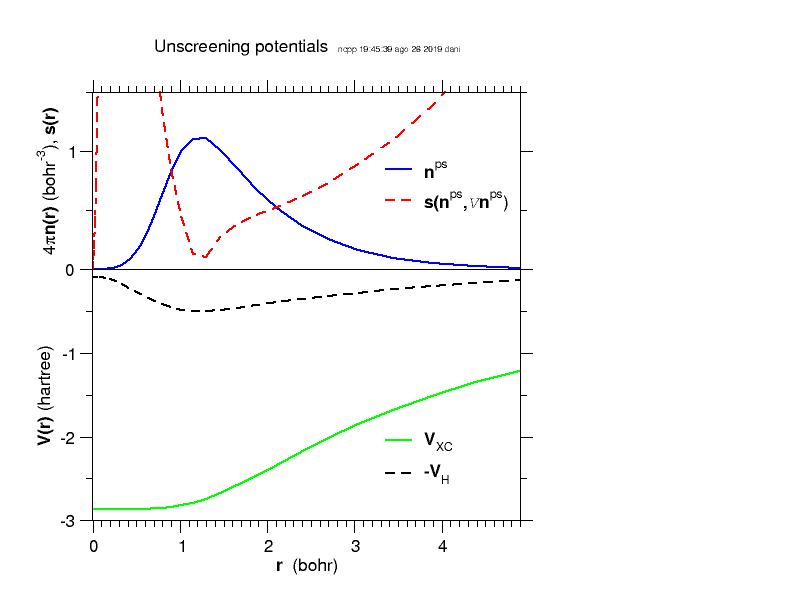 Unscreening potentials ncpp 19:45:39 ago 26 2019 dani
4πn(r) (bohr-3), s(r)
1
0
nps
s(nps,∇nps)
V(r) (hartree)
-1
-2
-3
VXC
-VH
0 1 2 3 4
r (bohr)